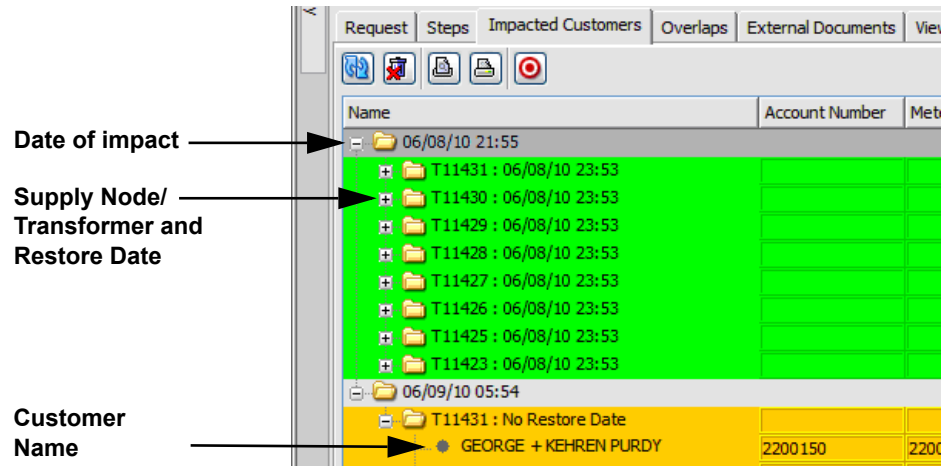 Request Steps Impacted Customers Overlaps External Documents View
Name Account Number Mete
Date of impact
06/08/10 21:55
T11431 : 06/08/10 23:53
Supply Node/
Transformer and
Restore Date
T11430 : 06/08/10 23:53
T11429 : 06/08/10 23:53
T11428 : 06/08/10 23:53
T11427 : 06/08/10 23:53
T11426 : 06/08/10 23:53
T11425 : 06/08/10 23:53
T11423 : 06/08/10 23:53
06/09/10 05:54
Customer
Name
T11431 : No Restore Date
GEORGE + KEHREN PURDY 2200150 2200